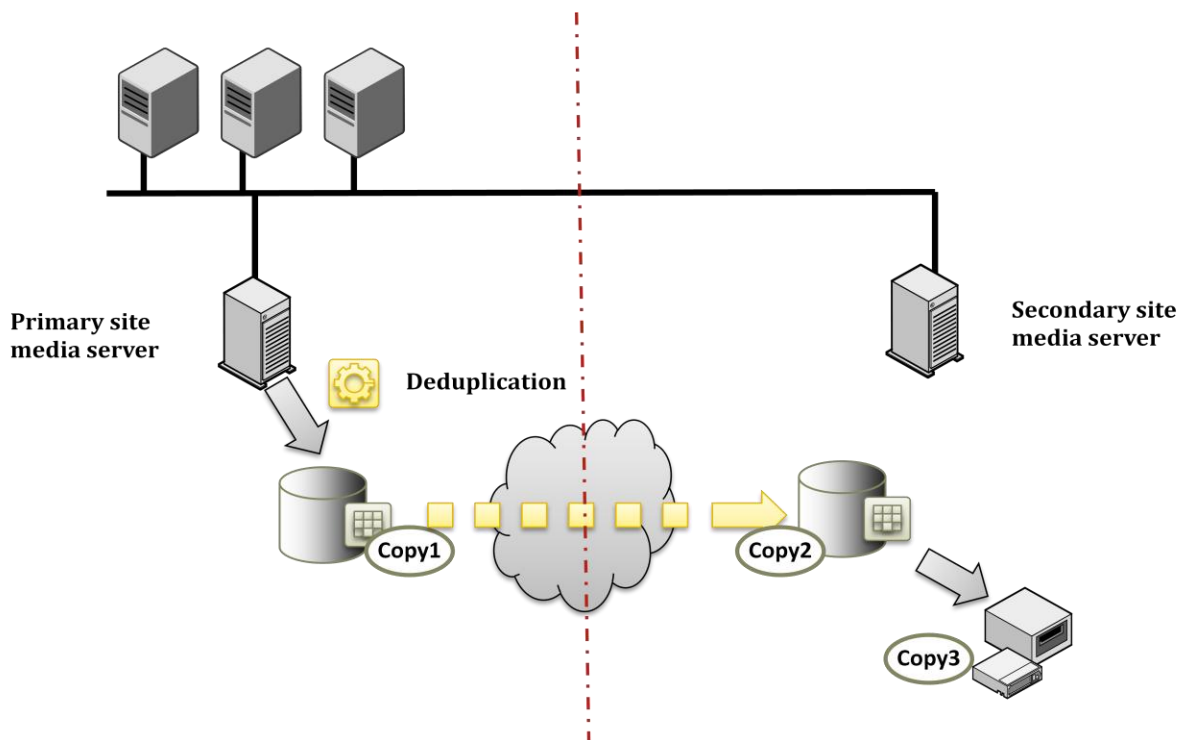 Primary site
media server
Secondary site
media server
Deduplication
Copy1
Copy2
Copy3